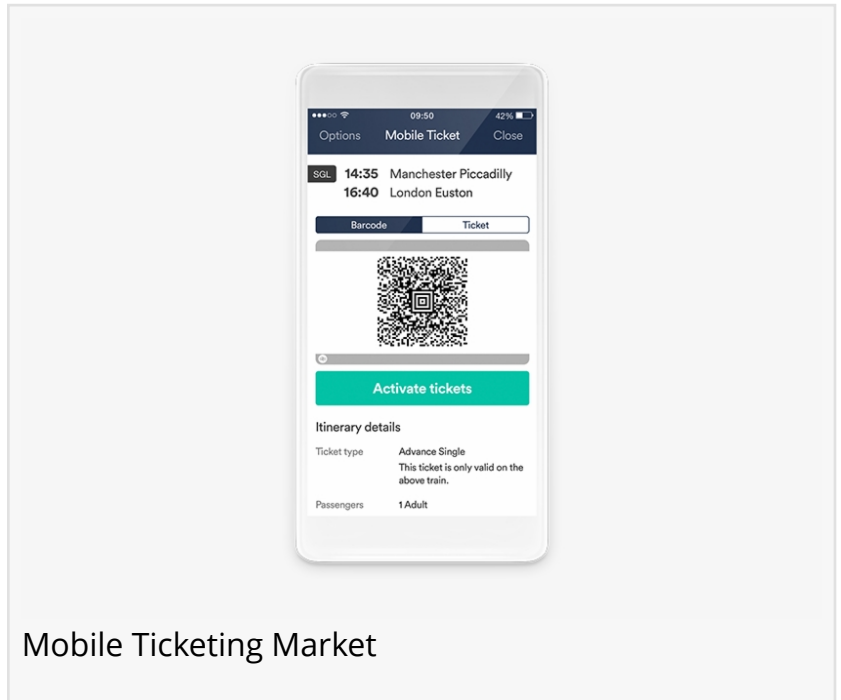 09:50 42%
Options Mobile Ticket Close
SGL 14:35 Manchester Piccadilly
16:40 London Euston
Barcode Ticket
Activate tickets
Itinerary details
Ticket type Advance Single
This ticket is only valid on the
above train.
Passengers 1 Adult
Mobile Ticketing Market